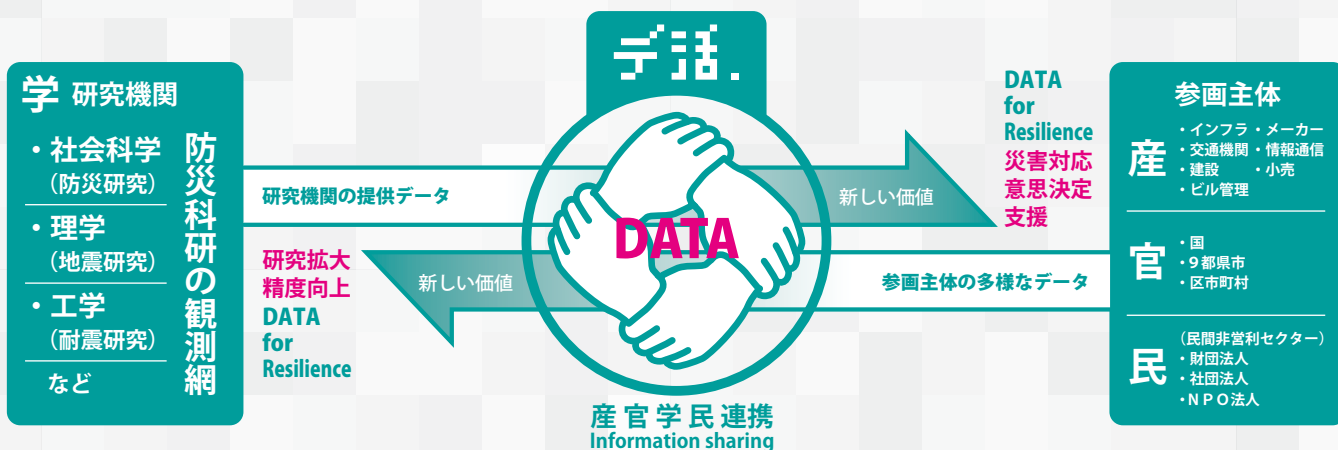 デ活.
学 研究機関
・社会科学
（防災研究）
・理学
（地震研究）
・工学
（耐震研究）
など
防災科研の観測網
研究機関の提供データ
新しい価値
DATA
for
Resilience
災害対応
意思決定
支援
研究拡大
精度向上
DATA
for
Resilience
新しい価値
参画主体の多様なデータ
DATA
産官学民連携
Information sharing
参画主体
産
・インフラ ・メーカー
・交通機関 ・情報通信
・建設 ・小売
・ビル管理
官
・国
・9都県市
・区市町村
民
（民間非営利セクター）
・財団法人
・社団法人
・NPO法人